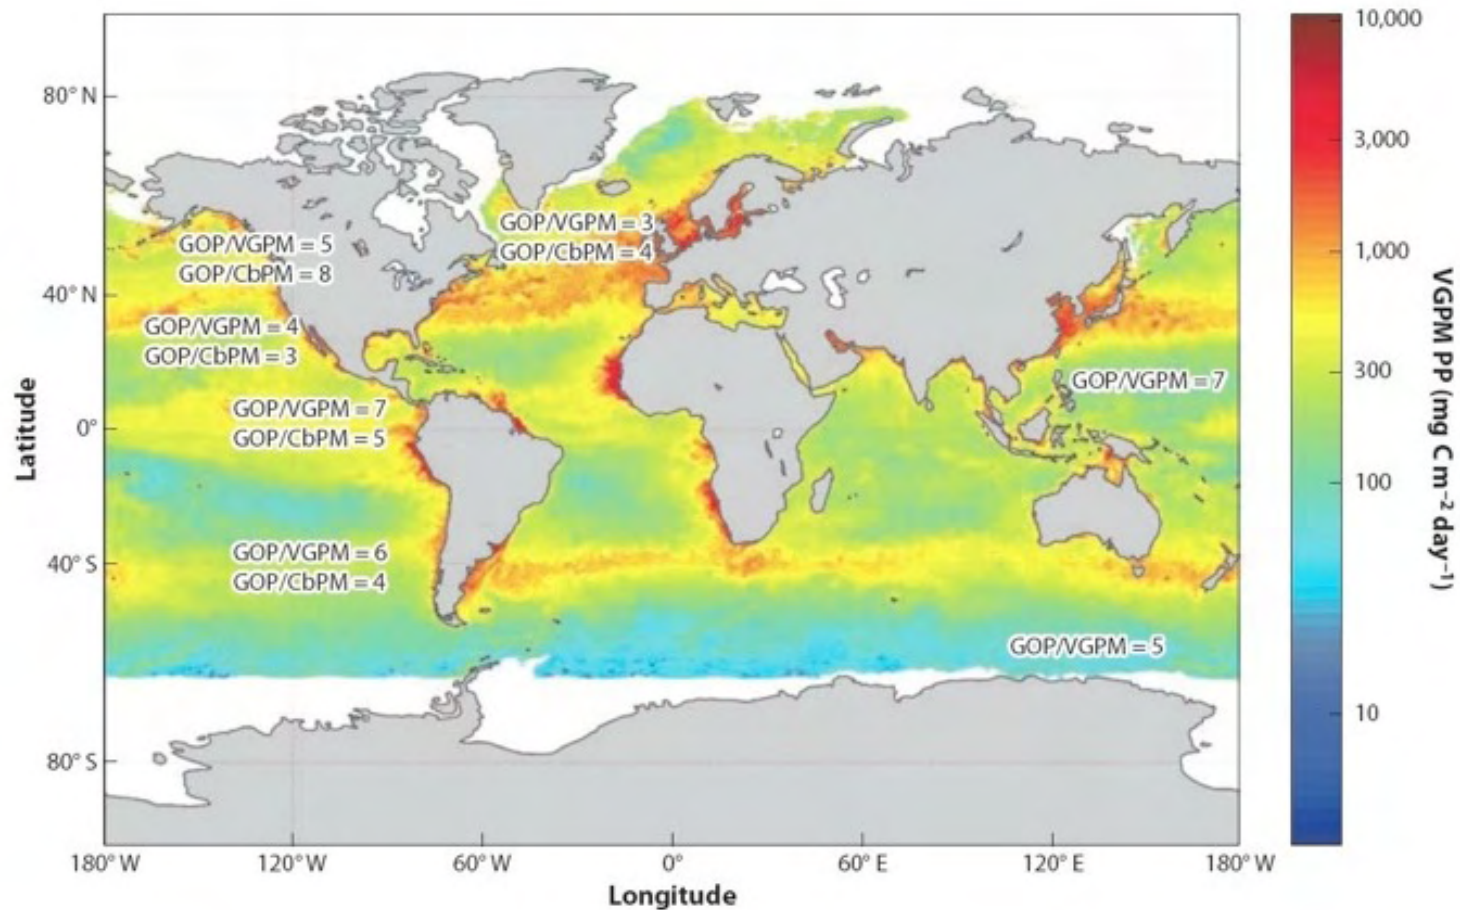 80° N
40° N
0°
40° S
80° S
Latitude
180° W
120° W
60° W
0°
60° E
120° E
180° W
Longitude
GOP/VGPM = 3
GOP/CbPM = 4
GOP/VGPM = 5
GOP/CbPM = 8
GOP/VGPM = 4
GOP/CbPM = 3
GOP/VGPM = 7
GOP/VGPM = 7
GOP/CbPM = 5
GOP/VGPM = 6
GOP/CbPM = 4
GOP/VGPM = 5
10,000
3,000
1,000
300
100
10
VGPM PP (mg C m⁻² day⁻¹)